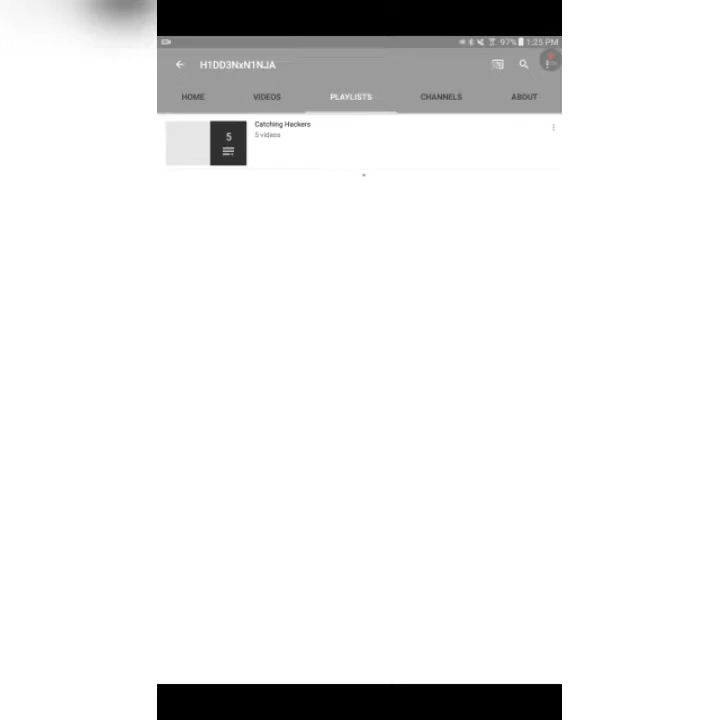 97% 1:25 PM
H1DD3NxN1NJA
HOME VIDEOS PLAYLISTS CHANNELS ABOUT
5
Catching Hackers
5 videos